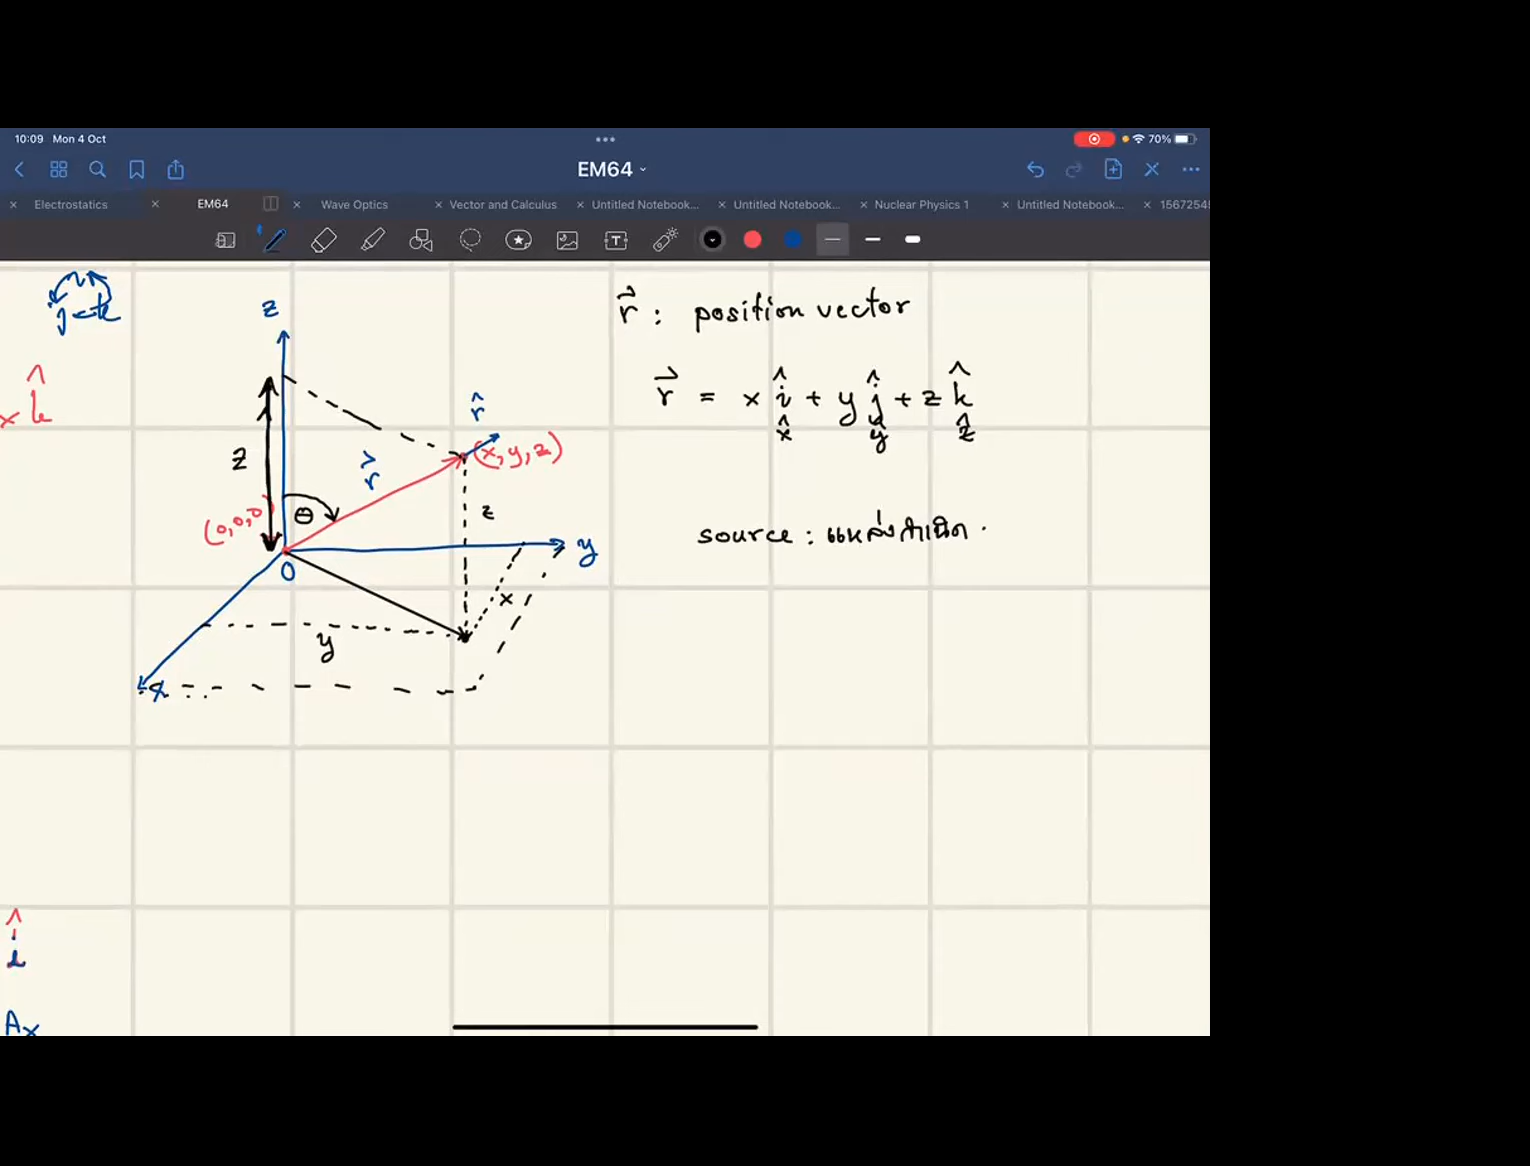 10:09 Mon 4 Oct
70%
EM64
Electrostatics
EM64
Wave Optics
Vector and Calculus
Untitled Notebook...
Untitled Notebook...
Nuclear Physics 1
Untitled Notebook...
1567254
z
r⃗ : position vector
× k̂
r⃗ = x î + y ĵ + z k̂
x̂ ŷ ẑ
r̂
(x, y, z)
z
r⃗
(0,0,0)
θ
z
source : แหล่งกำเนิด
y
O
x
y
x
î
Aₓ